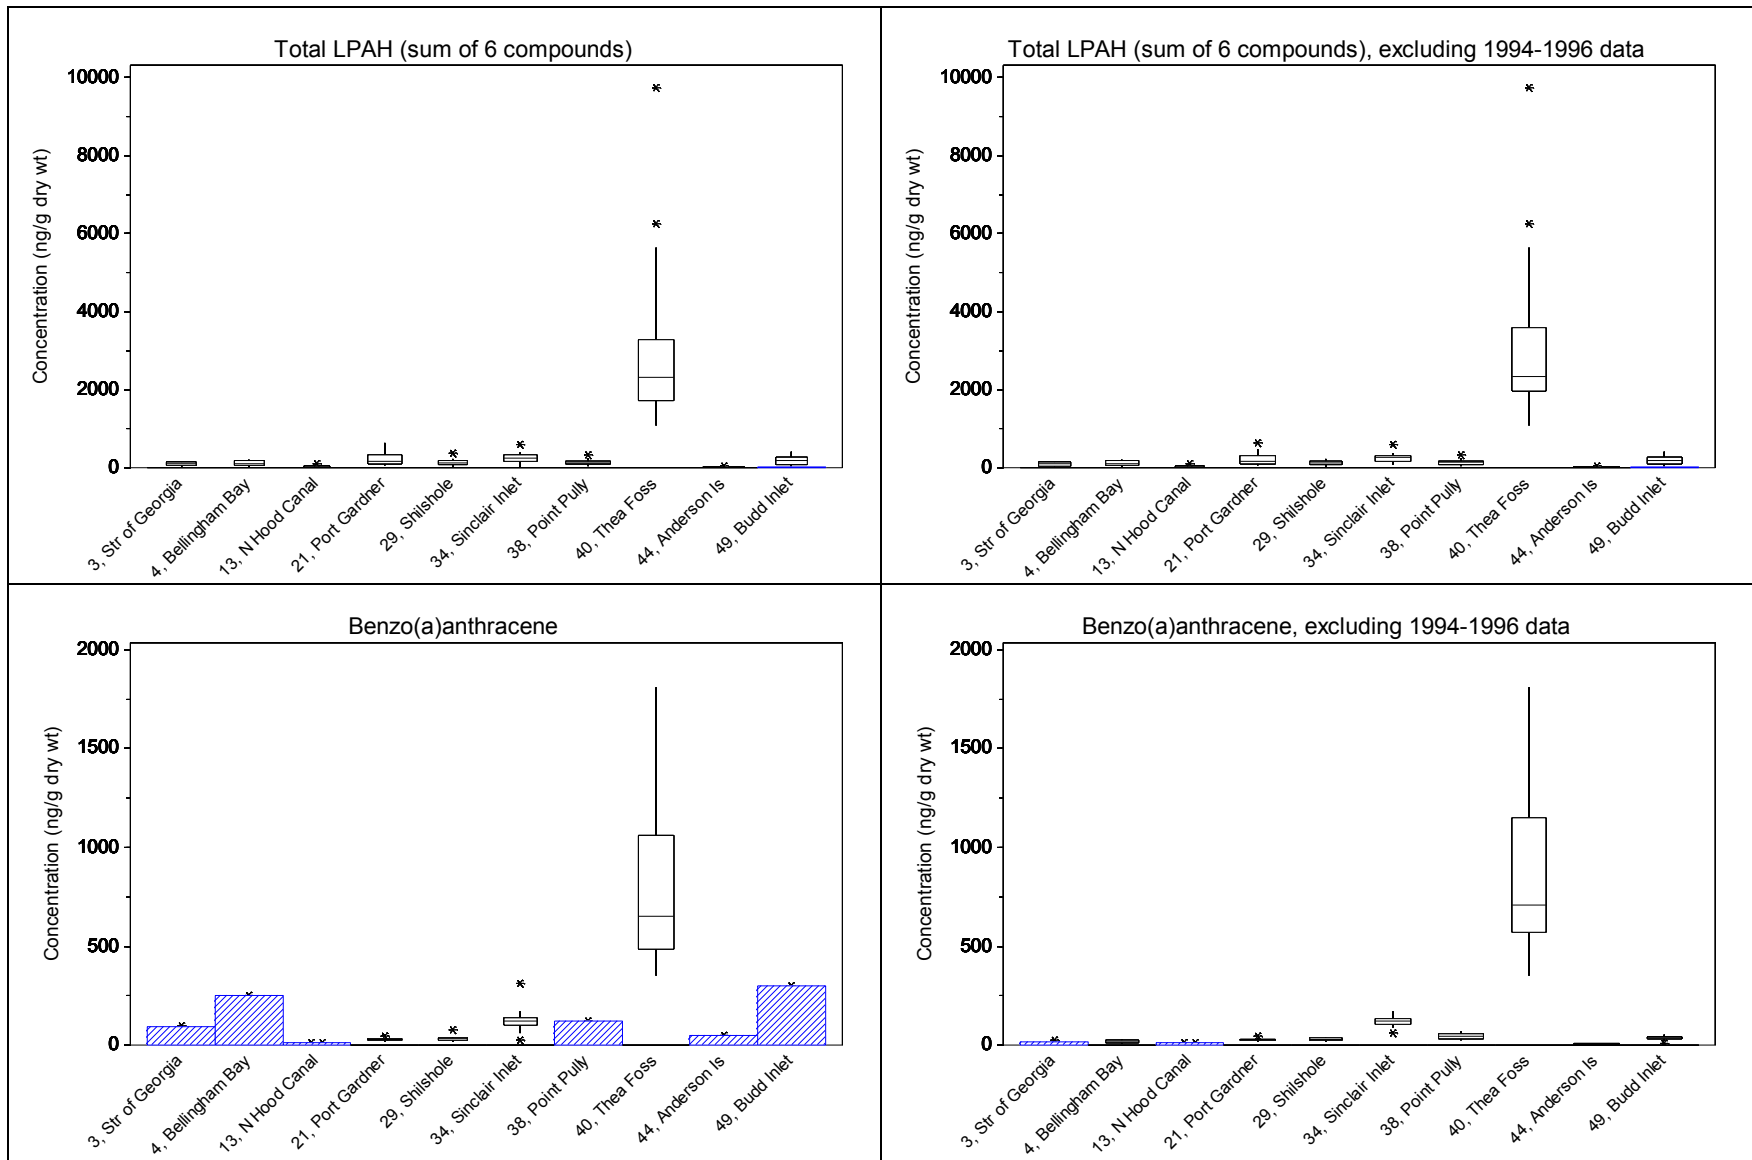 Total LPAH (sum of 6 compounds)
10000
8000
6000
4000
2000
0
Concentration (ng/g dry wt)
3, Str of Georgia
4, Bellingham Bay
13, N Hood Canal
21, Port Gardner
29, Shilshole
34, Sinclair Inlet
38, Point Pully
40, Thea Foss
44, Anderson Is
49, Budd Inlet
Total LPAH (sum of 6 compounds), excluding 1994-1996 data
10000
8000
6000
4000
2000
0
Concentration (ng/g dry wt)
3, Str of Georgia
4, Bellingham Bay
13, N Hood Canal
21, Port Gardner
29, Shilshole
34, Sinclair Inlet
38, Point Pully
40, Thea Foss
44, Anderson Is
49, Budd Inlet
Benzo(a)anthracene
2000
1500
1000
500
0
Concentration (ng/g dry wt)
3, Str of Georgia
4, Bellingham Bay
13, N Hood Canal
21, Port Gardner
29, Shilshole
34, Sinclair Inlet
38, Point Pully
40, Thea Foss
44, Anderson Is
49, Budd Inlet
Benzo(a)anthracene, excluding 1994-1996 data
2000
1500
1000
500
0
Concentration (ng/g dry wt)
3, Str of Georgia
4, Bellingham Bay
13, N Hood Canal
21, Port Gardner
29, Shilshole
34, Sinclair Inlet
38, Point Pully
40, Thea Foss
44, Anderson Is
49, Budd Inlet